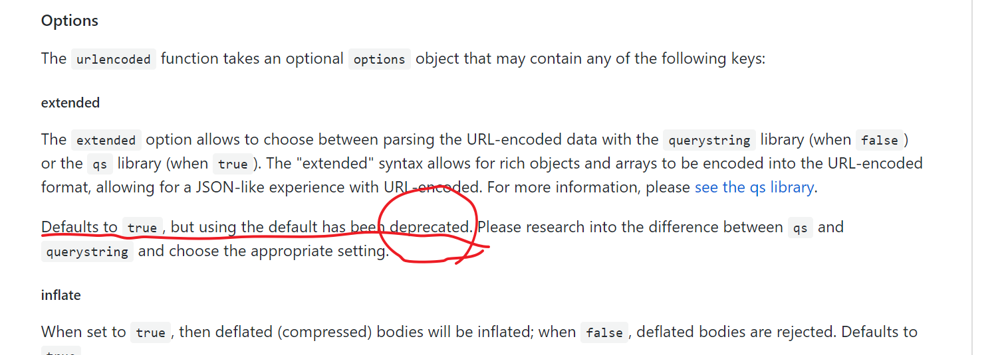 Options
The urlencoded function takes an optional options object that may contain any of the following keys:
extended
The extended option allows to choose between parsing the URL-encoded data with the querystring library (when false )
or the qs library (when true ). The "extended" syntax allows for rich objects and arrays to be encoded into the URL-encoded
format, allowing for a JSON-like experience with URL-encoded. For more information, please see the qs library.
Defaults to true , but using the default has been deprecated. Please research into the difference between qs and
querystring and choose the appropriate setting.
inflate
When set to true , then deflated (compressed) bodies will be inflated; when false , deflated bodies are rejected. Defaults to